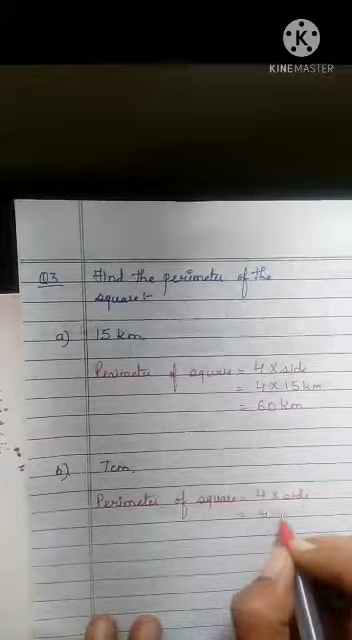 KINEMASTER
Q3 Find the perimeter of the
square:-
a) 15 km.
Perimeter of square = 4 × side
= 4 × 15 km
= 60 km
b) 7cm.
Perimeter of square = 4 × side
=